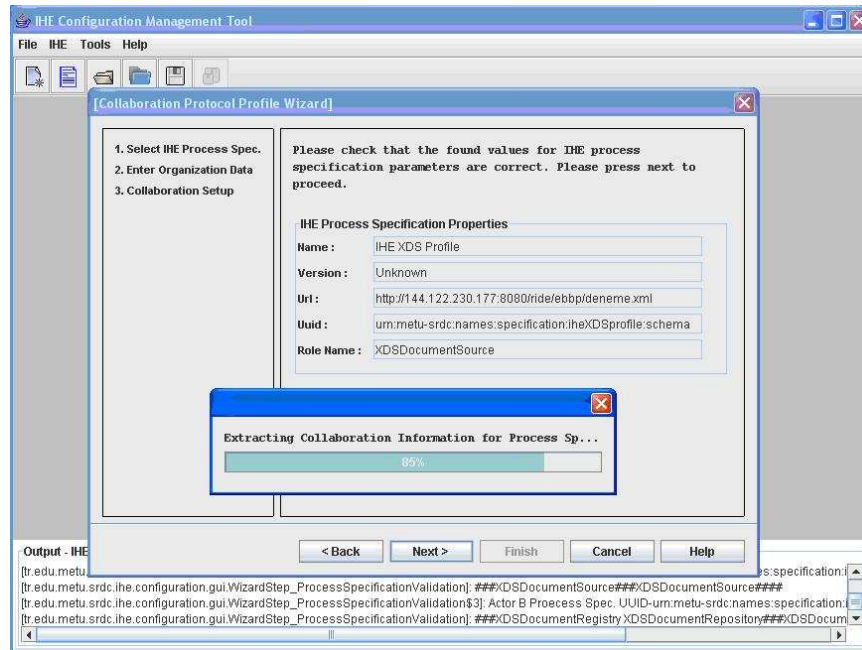 IHE Configuration Management Tool
File IHE Tools Help
[Collaboration Protocol Profile Wizard]
1. Select IHE Process Spec.
2. Enter Organization Data
3. Collaboration Setup
Please check that the found values for IHE process
specification parameters are correct. Please press next to
proceed.
IHE Process Specification Properties
Name : IHE XDS Profile
Version : Unknown
Url : http://144.122.230.177:8080/ride/ebbp/deneme.xml
Uuid : urn:metu-srdc:names:specification:iheXDSprofile:schema
Role Name : XDSDocumentSource
Extracting Collaboration Information for Process Sp...
85%
< Back Next > Finish Cancel Help
Output - IHE
[tr.edu.metu. es:specification:i
[tr.edu.metu.srdc.ihe.configuration.gui.WizardStep_ProcessSpecificationValidation]: ###XDSDocumentSource###XDSDocumentSource####
[tr.edu.metu.srdc.ihe.configuration.gui.WizardStep_ProcessSpecificationValidation$3]: Actor B Proecess Spec. UUID-urn:metu-srdc:names:specification:i
[tr.edu.metu.srdc.ihe.configuration.gui.WizardStep_ProcessSpecificationValidation]: ###XDSDocumentRegistry XDSDocumentRepository###XDSDocum